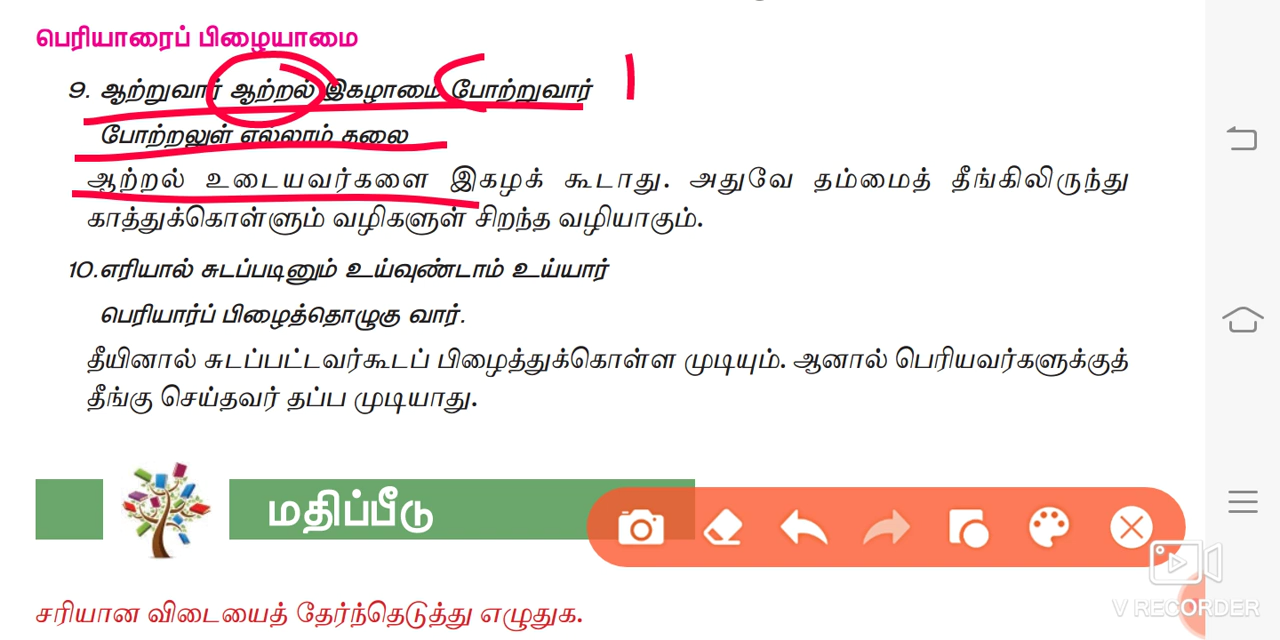 பெரியாரைப் பிழையாமை
9. ஆற்றுவார் ஆற்றல் இகழாமை போற்றுவார்
போற்றலுள் எல்லாம் தலை
ஆற்றல் உடையவர்களை இகழக் கூடாது. அதுவே தம்மைத் தீங்கிலிருந்து
காத்துக்கொள்ளும் வழிகளுள் சிறந்த வழியாகும்.
10.எரியால் சுடப்படினும் உய்வுண்டாம் உய்யார்
பெரியார்ப் பிழைத்தொழுகு வார்.
தீயினால் சுடப்பட்டவர்கூடப் பிழைத்துக்கொள்ள முடியும். ஆனால் பெரியவர்களுக்குத்
தீங்கு செய்தவர் தப்ப முடியாது.
மதிப்பீடு
V RECORDER
சரியான விடையைத் தேர்ந்தெடுத்து எழுதுக.